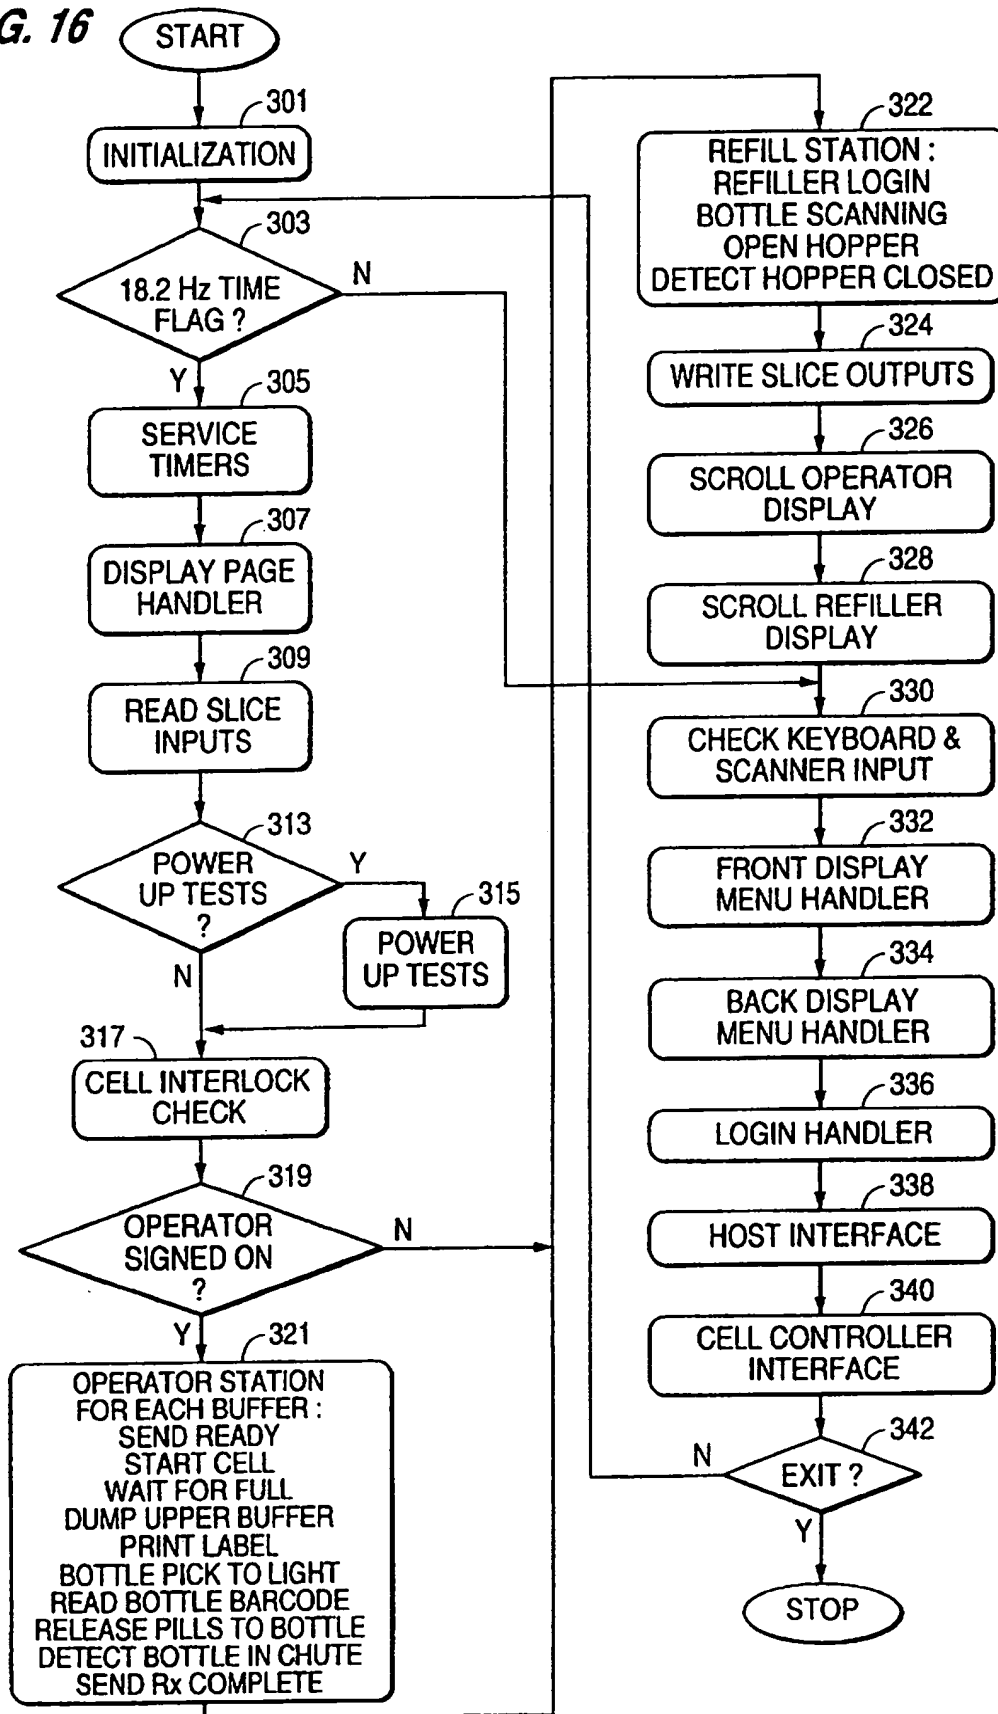 G. 16
START
301
INITIALIZATION
303
18.2 Hz TIME
FLAG ?
N
Y
305
SERVICE
TIMERS
307
DISPLAY PAGE
HANDLER
309
READ SLICE
INPUTS
313
POWER
UP TESTS
?
Y
N
315
POWER
UP TESTS
317
CELL INTERLOCK
CHECK
319
OPERATOR
SIGNED ON
?
N
Y
321
OPERATOR STATION
FOR EACH BUFFER :
SEND READY
START CELL
WAIT FOR FULL
DUMP UPPER BUFFER
PRINT LABEL
BOTTLE PICK TO LIGHT
READ BOTTLE BARCODE
RELEASE PILLS TO BOTTLE
DETECT BOTTLE IN CHUTE
SEND Rx COMPLETE
322
REFILL STATION :
REFILLER LOGIN
BOTTLE SCANNING
OPEN HOPPER
DETECT HOPPER CLOSED
324
WRITE SLICE OUTPUTS
326
SCROLL OPERATOR
DISPLAY
328
SCROLL REFILLER
DISPLAY
330
CHECK KEYBOARD &
SCANNER INPUT
332
FRONT DISPLAY
MENU HANDLER
334
BACK DISPLAY
MENU HANDLER
336
LOGIN HANDLER
338
HOST INTERFACE
340
CELL CONTROLLER
INTERFACE
342
EXIT ?
N
Y
STOP